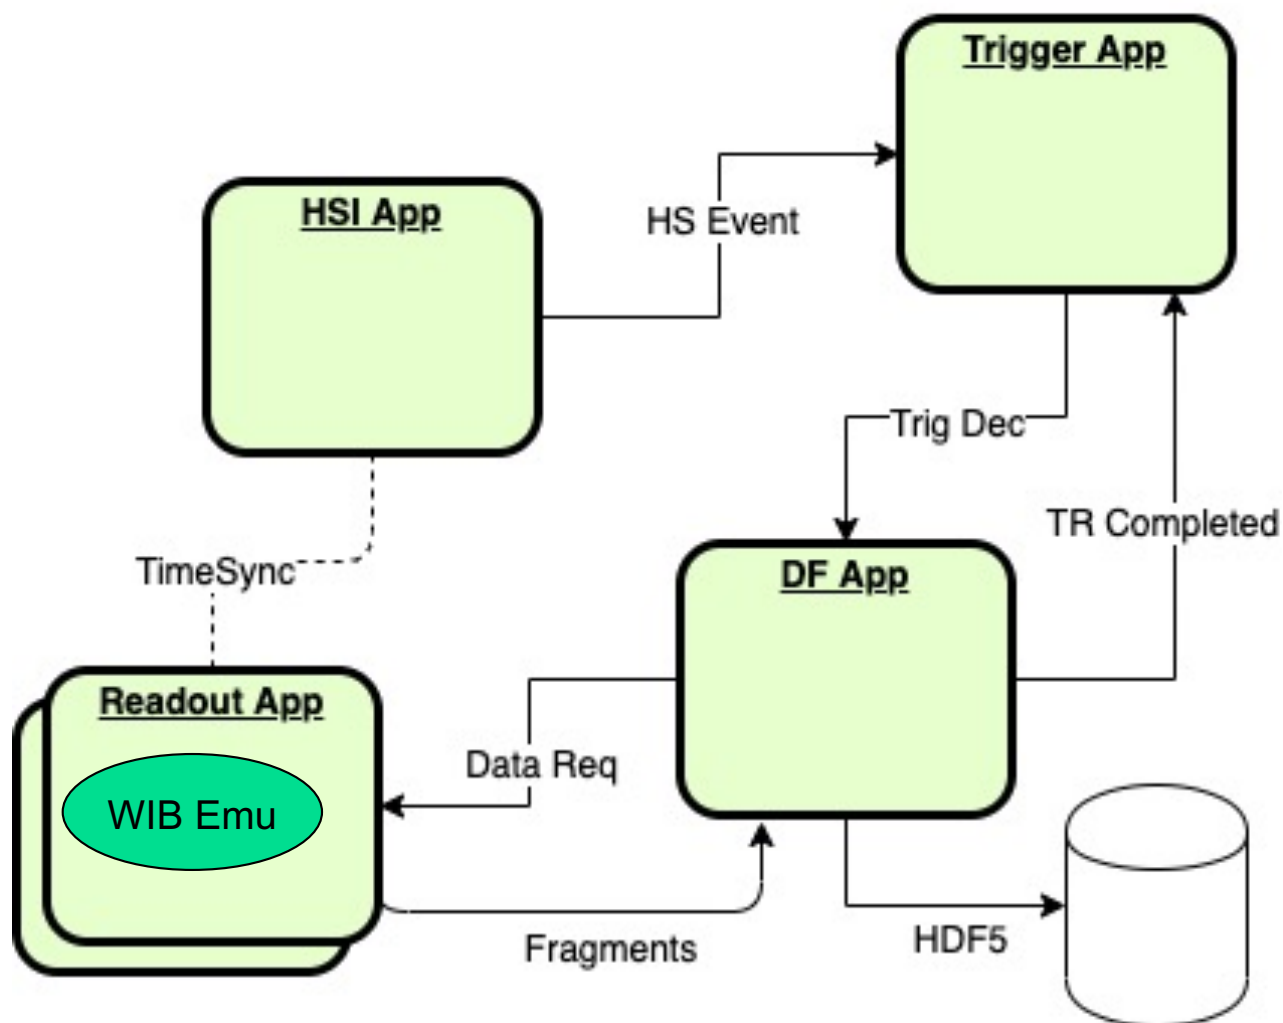 Trigger App
HSI App
HS Event
Trig Dec
TR Completed
TimeSync
DF App
Readout App
Data Req
WIB Emu
Fragments
HDF5